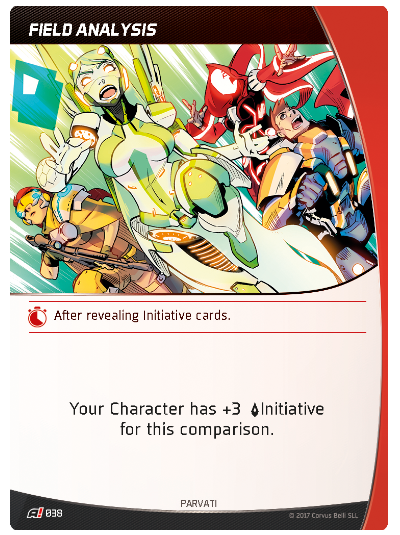 FIELD ANALYSIS
After revealing Initiative cards.
Your Character has +3 Initiative
for this comparison.
PARVATI
A! 038
© 2017 Corvus Belli SLL